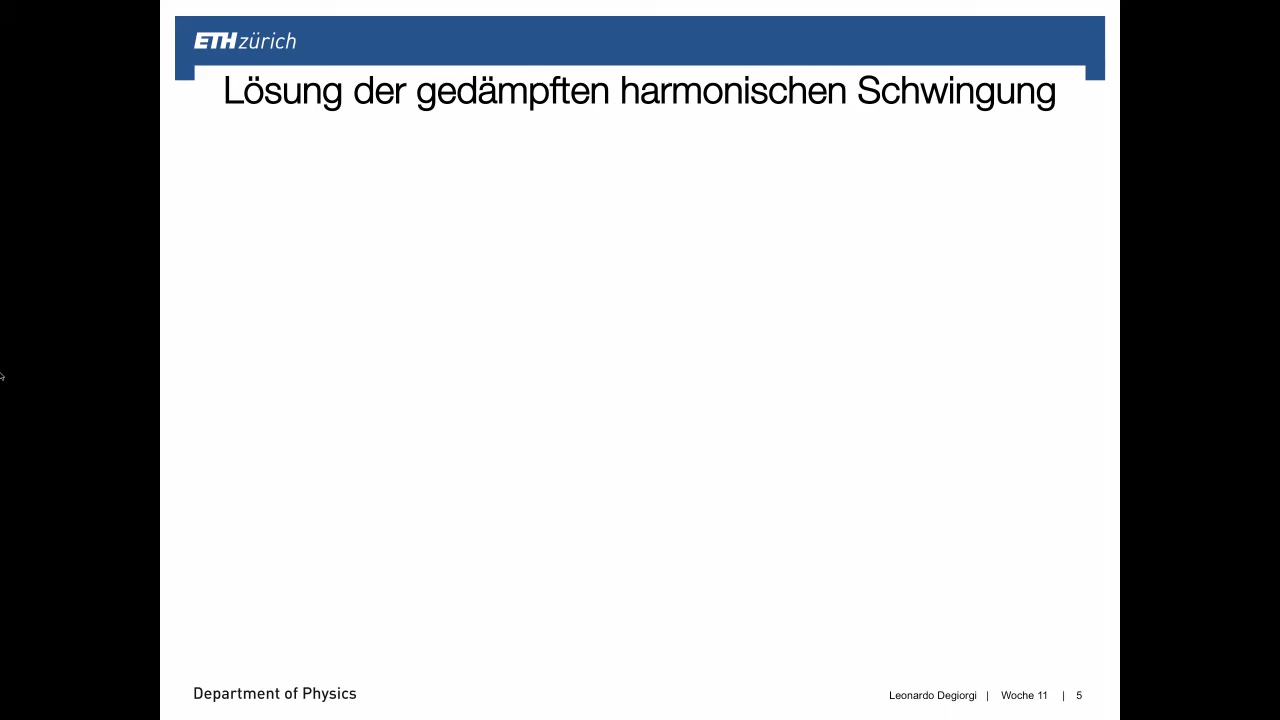 ETH zürich
Lösung der gedämpften harmonischen Schwingung
Department of Physics
Leonardo Degiorgi | Woche 11 | 5